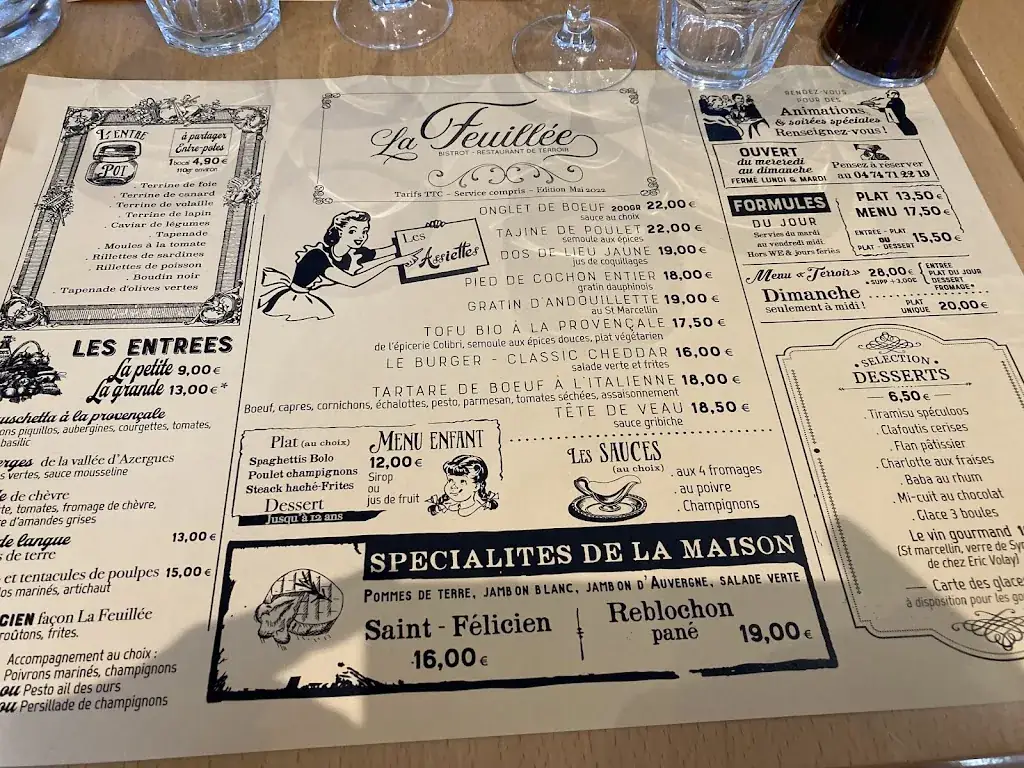 L'ENTRE
POT
à partager
Entre-potes
1 bocal 4,90€
110gr environ
. Terrine de foie
. Terrine de canard
. Terrine de volaille
. Terrine de lapin
. Caviar de légumes
. Tapenade
. Moules à la tomate
. Rillettes de sardines
. Rillettes de poisson
. Boudin noir
. Tapenade d'olives vertes
LES ENTREES
La petite 9,00€
La grande 13,00€*
uschetta à la provençale
ons piquillos, aubergines, courgettes, tomates,
basilic
erges de la vallée d'Azergues
s vertes, sauce mousseline
de chèvre
te, tomates, fromage de chèvre,
e d'amandes grises
de langue 13,00€
s de terre
et tentacules de poulpes 15,00€
os marinés, artichaut
CIEN façon La Feuillée
roûtons, frites.
Accompagnement au choix :
Poivrons marinés, champignons
ou Pesto ail des ours
ou Persillade de champignons
La Feuillée
BISTROT - RESTAURANT DE TERROIR
Tarifs TTC - Service compris - Edition Mai 2022
Les Assiettes
ONGLET DE BOEUF 200GR 22,00€
sauce au choix
TAJINE DE POULET 22,00€
semoule aux épices
DOS DE LIEU JAUNE 19,00€
jus de coquillages
PIED DE COCHON ENTIER 18,00€
gratin dauphinois
GRATIN D'ANDOUILLETTE 19,00€
au St Marcellin
TOFU BIO À LA PROVENÇALE 17,50€
de l'épicerie Colibri, semoule aux épices douces, plat végétarien
LE BURGER - CLASSIC CHEDDAR 16,00€
salade verte et frites
TARTARE DE BOEUF À L'ITALIENNE 18,00€
Boeuf, capres, cornichons, échalottes, pesto, parmesan, tomates séchées, assaisonnement
TÊTE DE VEAU 18,50€
sauce gribiche
Plat (au choix)
Spaghettis Bolo
Poulet champignons
Steack haché-Frites
Dessert
Jusqu'à 12 ans
MENU ENFANT
12,00€
Sirop
ou
jus de fruit
LES SAUCES
(au choix)
. aux 4 fromages
. au poivre
. Champignons
SPECIALITES DE LA MAISON
POMMES DE TERRE, JAMBON BLANC, JAMBON D'AUVERGNE, SALADE VERTE
Saint - Félicien
16,00€
Reblochon
pané 19,00€
RENDEZ-VOUS
POUR DES
Animations
& soirées spéciales
Renseignez-vous !
OUVERT
du mercredi
au dimanche
FERMÉ LUNDI & MARDI
Pensez à réserver
au 04 74 71 22 19
FORMULES
DU JOUR
Servies du mardi
au vendredi midi
Hors WE & jours fériés
PLAT 13,50€
MENU 17,50€
ENTRÉE - PLAT
OU
PLAT - DESSERT
15,50€
Menu «Terroir» 28,00€
*SUPP +3,00€
ENTRÉE
PLAT DU JOUR
DESSERT
FROMAGE*
Dimanche
seulement à midi !
PLAT
UNIQUE 20,00€
• SELECTION •
DESSERTS
6,50€
. Tiramisu spéculoos
. Clafoutis cerises
. Flan pâtissier
. Charlotte aux fraises
. Baba au rhum
. Mi-cuit au chocolat
. Glace 3 boules
. Le vin gourmand 1
(St marcellin, verre de Sy
de chez Eric Volay)
Carte des glace
à disposition pour les go